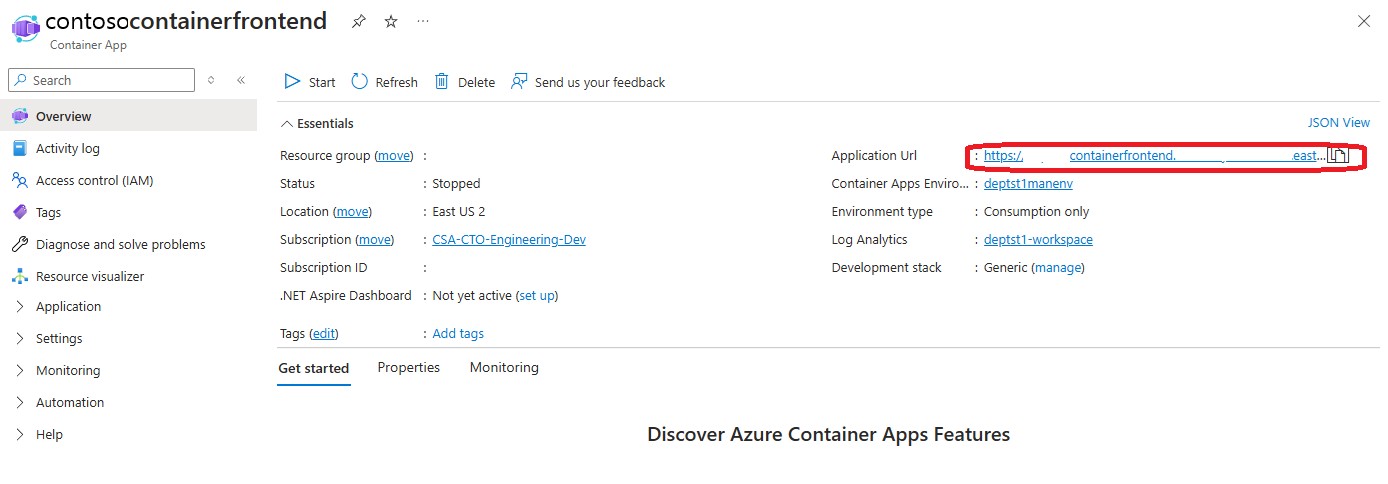 contosocontainerfrontend
Container App
Search
Start Refresh Delete Send us your feedback
Overview
Activity log
Access control (IAM)
Tags
Diagnose and solve problems
Resource visualizer
Application
Settings
Monitoring
Automation
Help
Essentials
JSON View
Resource group (move) :
Status : Stopped
Location (move) : East US 2
Subscription (move) : CSA-CTO-Engineering-Dev
Subscription ID :
.NET Aspire Dashboard : Not yet active (set up)
Tags (edit) : Add tags
Application Url : https:/ containerfrontend. .east...
Container Apps Enviro... : deptst1manenv
Environment type : Consumption only
Log Analytics : deptst1-workspace
Development stack : Generic (manage)
Get started Properties Monitoring
Discover Azure Container Apps Features